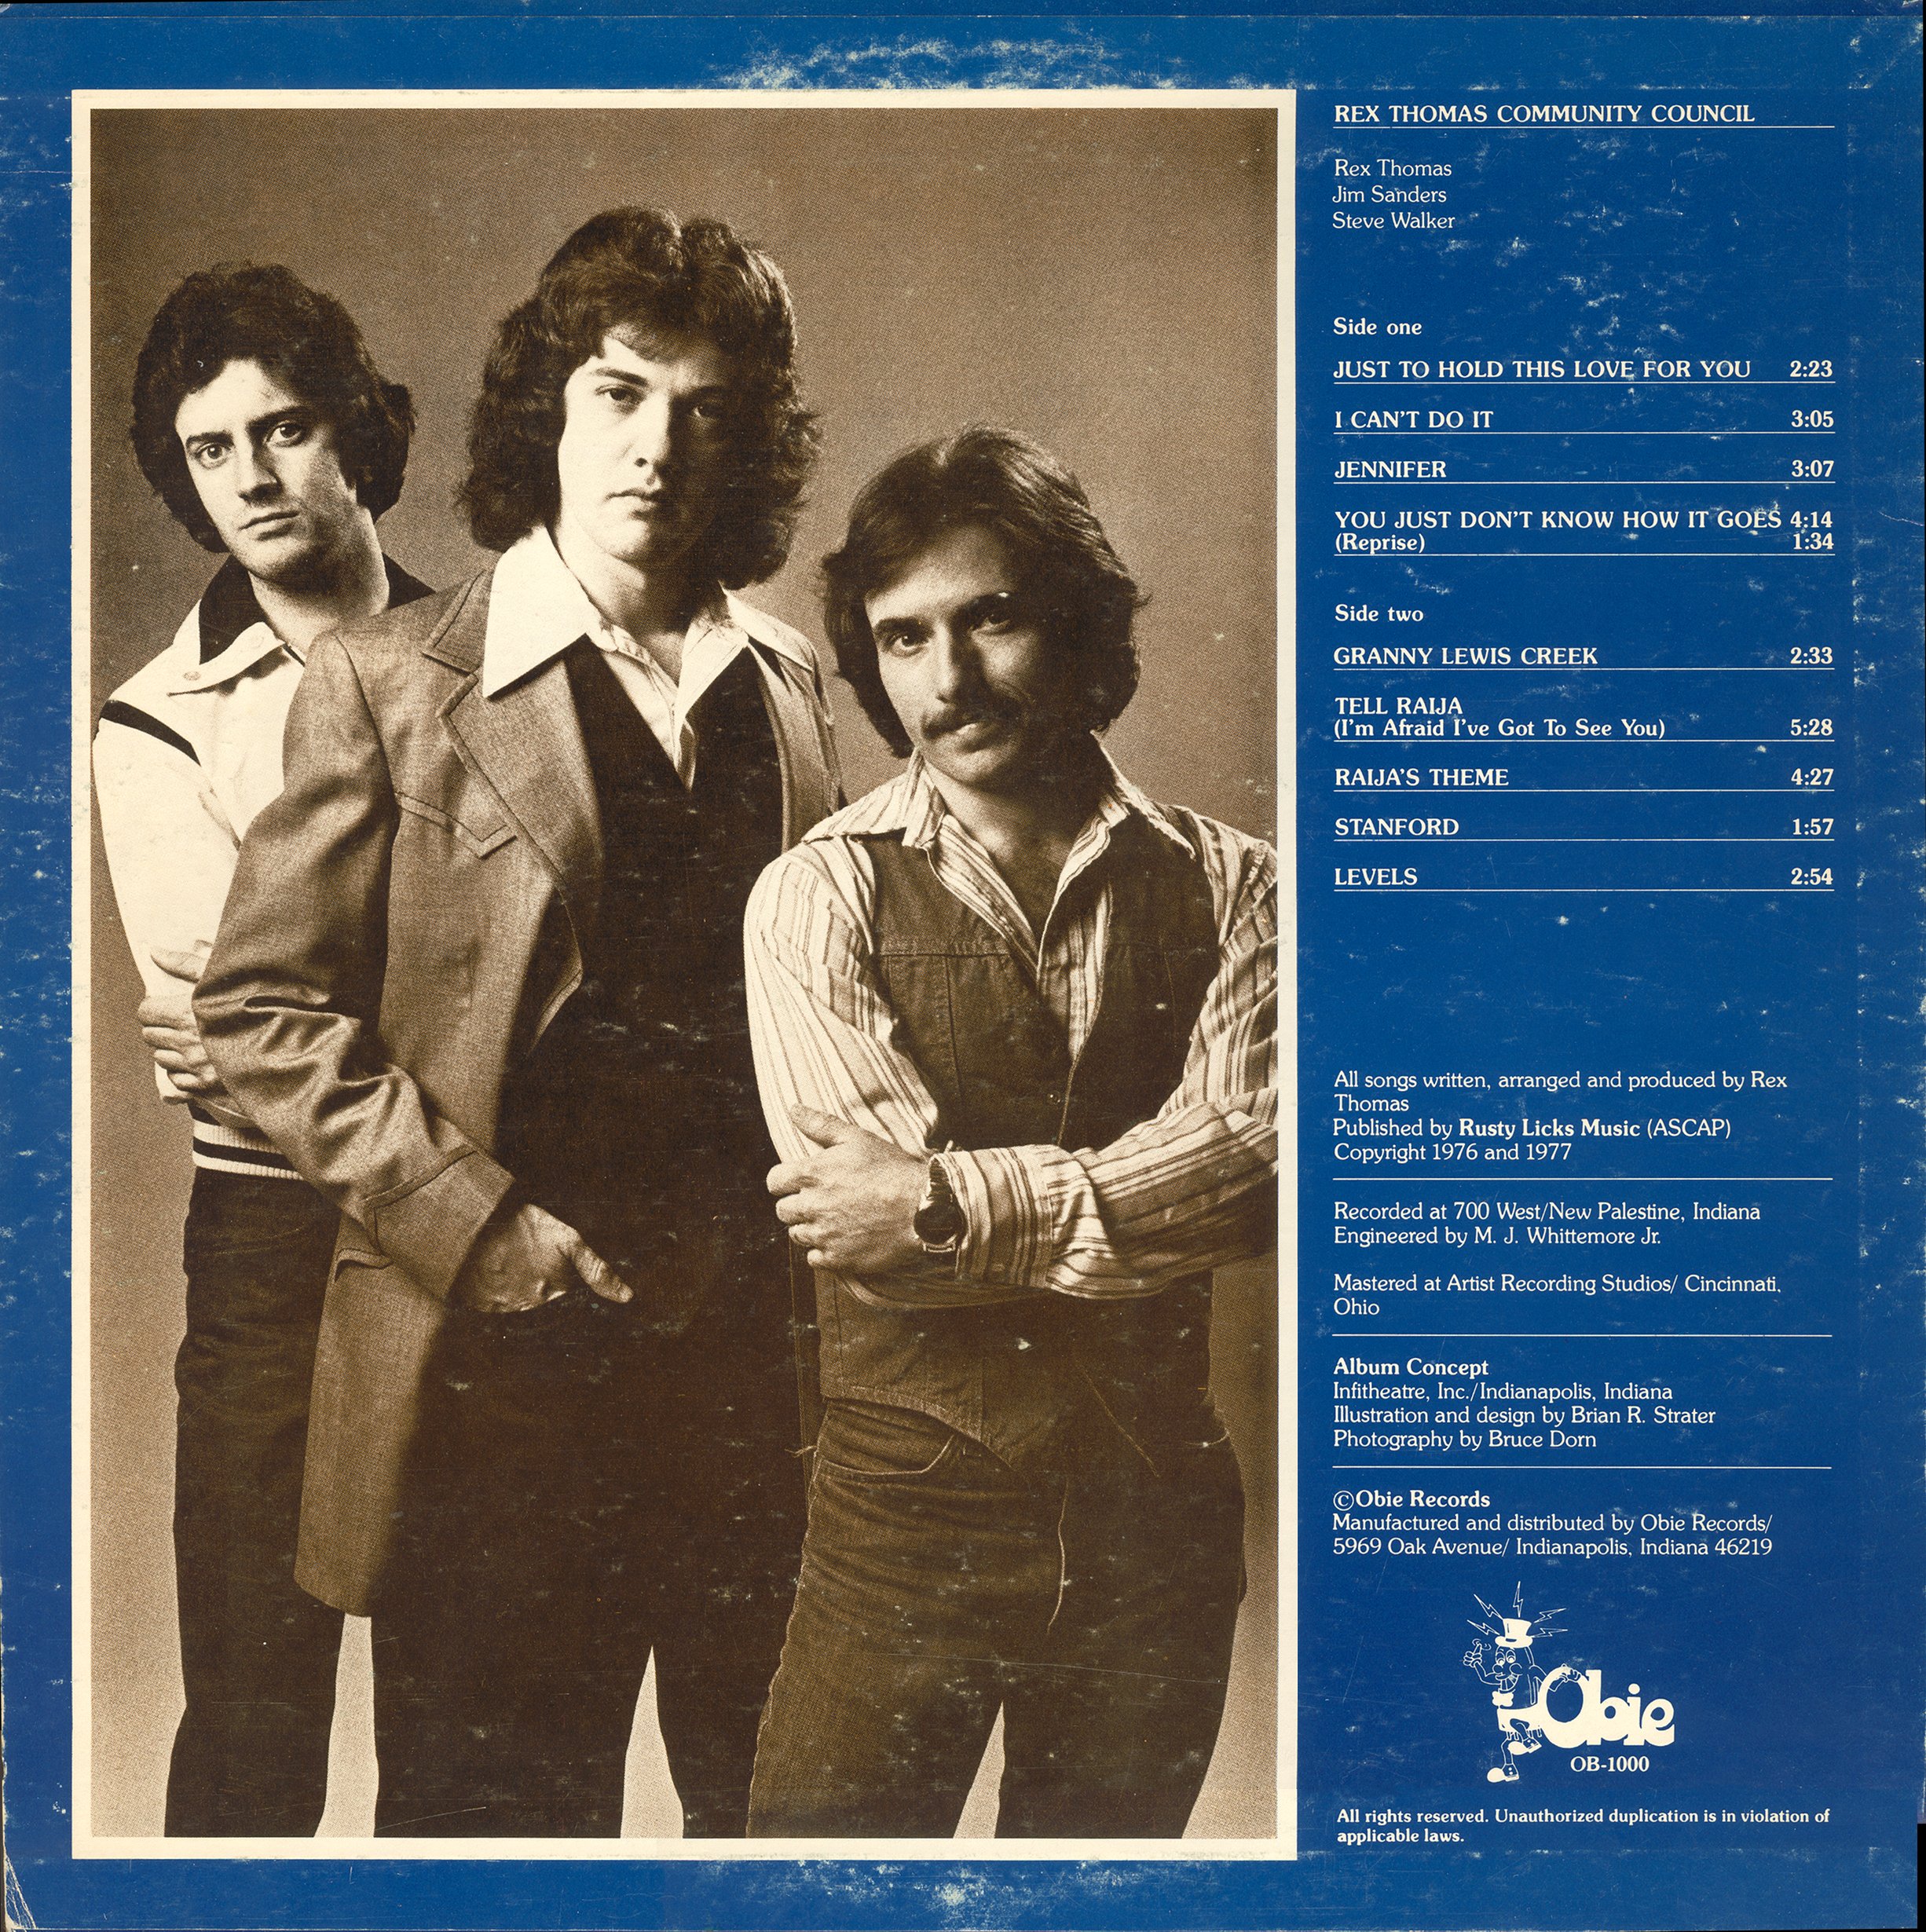 REX THOMAS COMMUNITY COUNCIL
Rex Thomas
Jim Sanders
Steve Walker
Side one
JUST TO HOLD THIS LOVE FOR YOU 2:23
I CAN'T DO IT 3:05
JENNIFER 3:07
YOU JUST DON'T KNOW HOW IT GOES 4:14
(Reprise) 1:34
Side two
GRANNY LEWIS CREEK 2:33
TELL RAIJA
(I'm Afraid I've Got To See You) 5:28
RAIJA'S THEME 4:27
STANFORD 1:57
LEVELS 2:54
All songs written, arranged and produced by Rex
Thomas
Published by Rusty Licks Music (ASCAP)
Copyright 1976 and 1977
Recorded at 700 West/New Palestine, Indiana
Engineered by M. J. Whittemore Jr.
Mastered at Artist Recording Studios/ Cincinnati,
Ohio
Album Concept
Infitheatre, Inc./Indianapolis, Indiana
Illustration and design by Brian R. Strater
Photography by Bruce Dorn
©Obie Records
Manufactured and distributed by Obie Records/
5969 Oak Avenue/ Indianapolis, Indiana 46219
Obie
OB-1000
All rights reserved. Unauthorized duplication is in violation of
applicable laws.